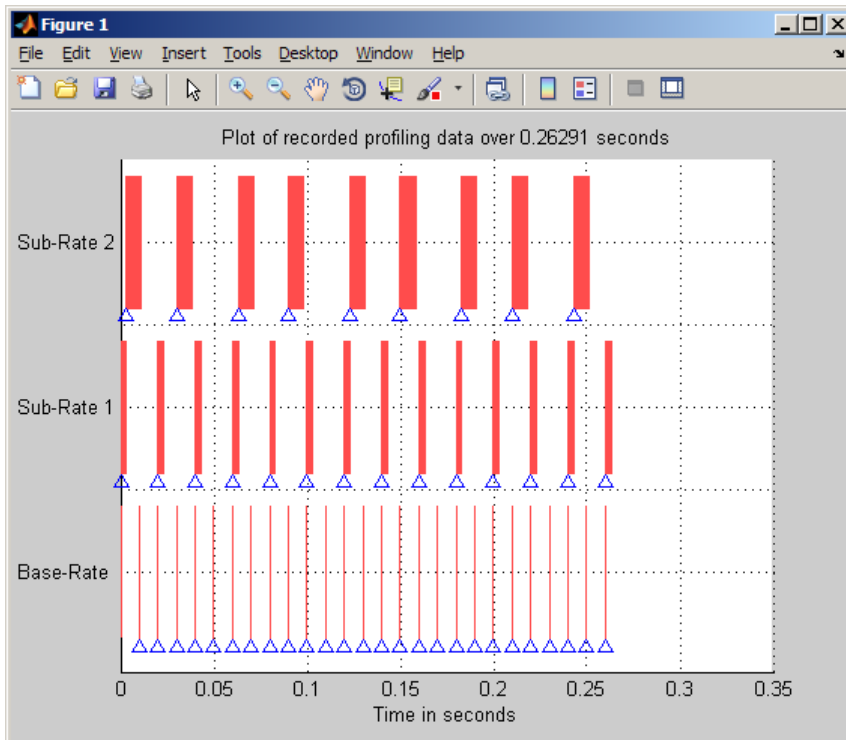 Figure 1
File Edit View Insert Tools Desktop Window Help
Plot of recorded profiling data over 0.26291 seconds
Sub-Rate 2
Sub-Rate 1
Base-Rate
0 0.05 0.1 0.15 0.2 0.25 0.3 0.35
Time in seconds